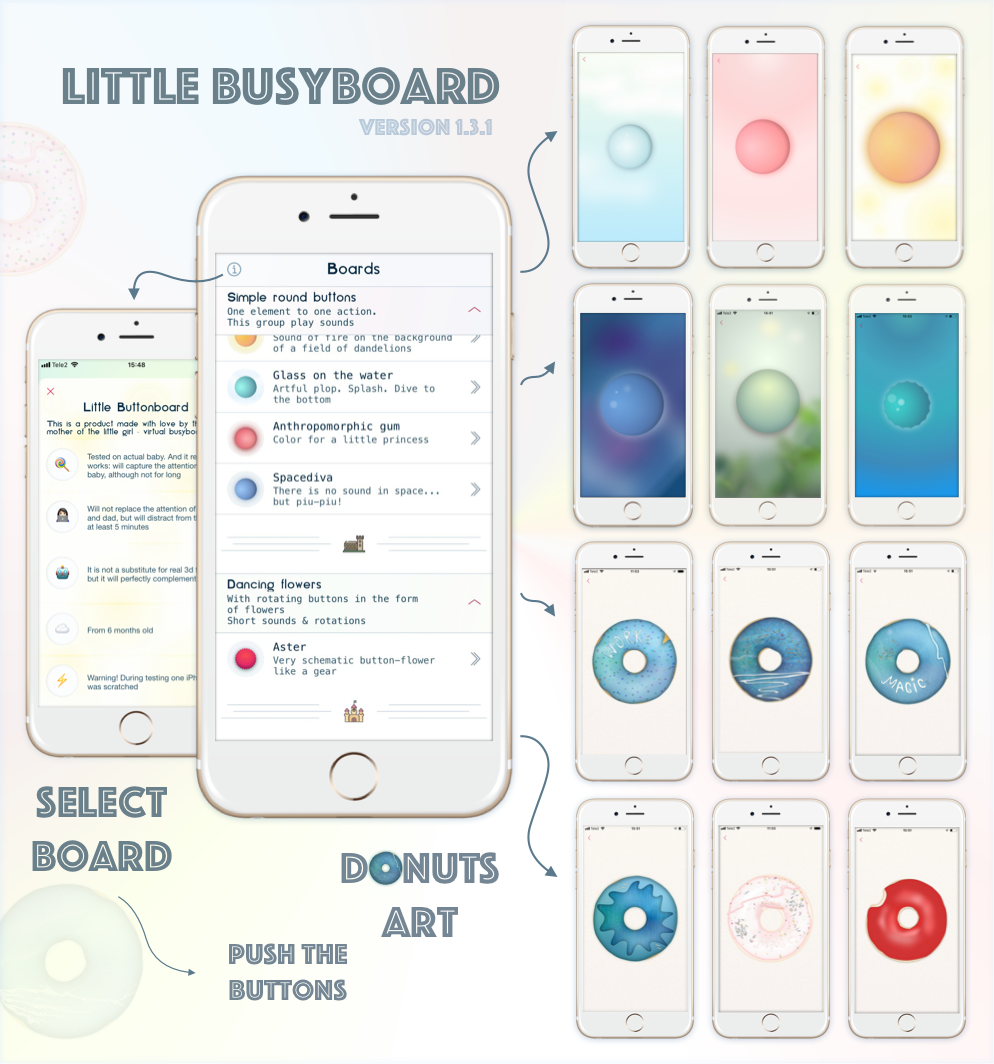 LITTLE BUSYBOARD
VERSION 1.3.1
Boards
Simple round buttons
One element to one action.
This group play sounds
Sound of fire on the background
of a field of dandelions
Glass on the water
Artful plop. Splash. Dive to
the bottom
Anthropomorphic gum
Color for a little princess
Spacediva
There is no sound in space...
but piu-piu!
Dancing flowers
With rotating buttons in the form
of flowers
Short sounds & rotations
Aster
Very schematic button-flower
like a gear
Tele2
15:48
Little Buttonboard
This is a product made with love by
mother of the little girl - virtual
Tested on actual baby. And it
works: will capture the
baby, although not for long
Will not replace the attention of
and dad, but will distract from
at least 5 minutes
It is not a substitute for real 3d
but it will perfectly
From 6 months old
Warning! During testing one
was scratched
SELECT
BOARD
DONUTS
ART
PUSH THE
BUTTONS
WORK
MAGIC